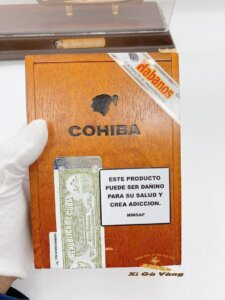 Habanos
COHIBA
ESTE PRODUCTO
PUEDE SER DAÑINO
PARA SU SALUD Y
CREA ADICCION.
MINSAP
Xì Gà Vàng